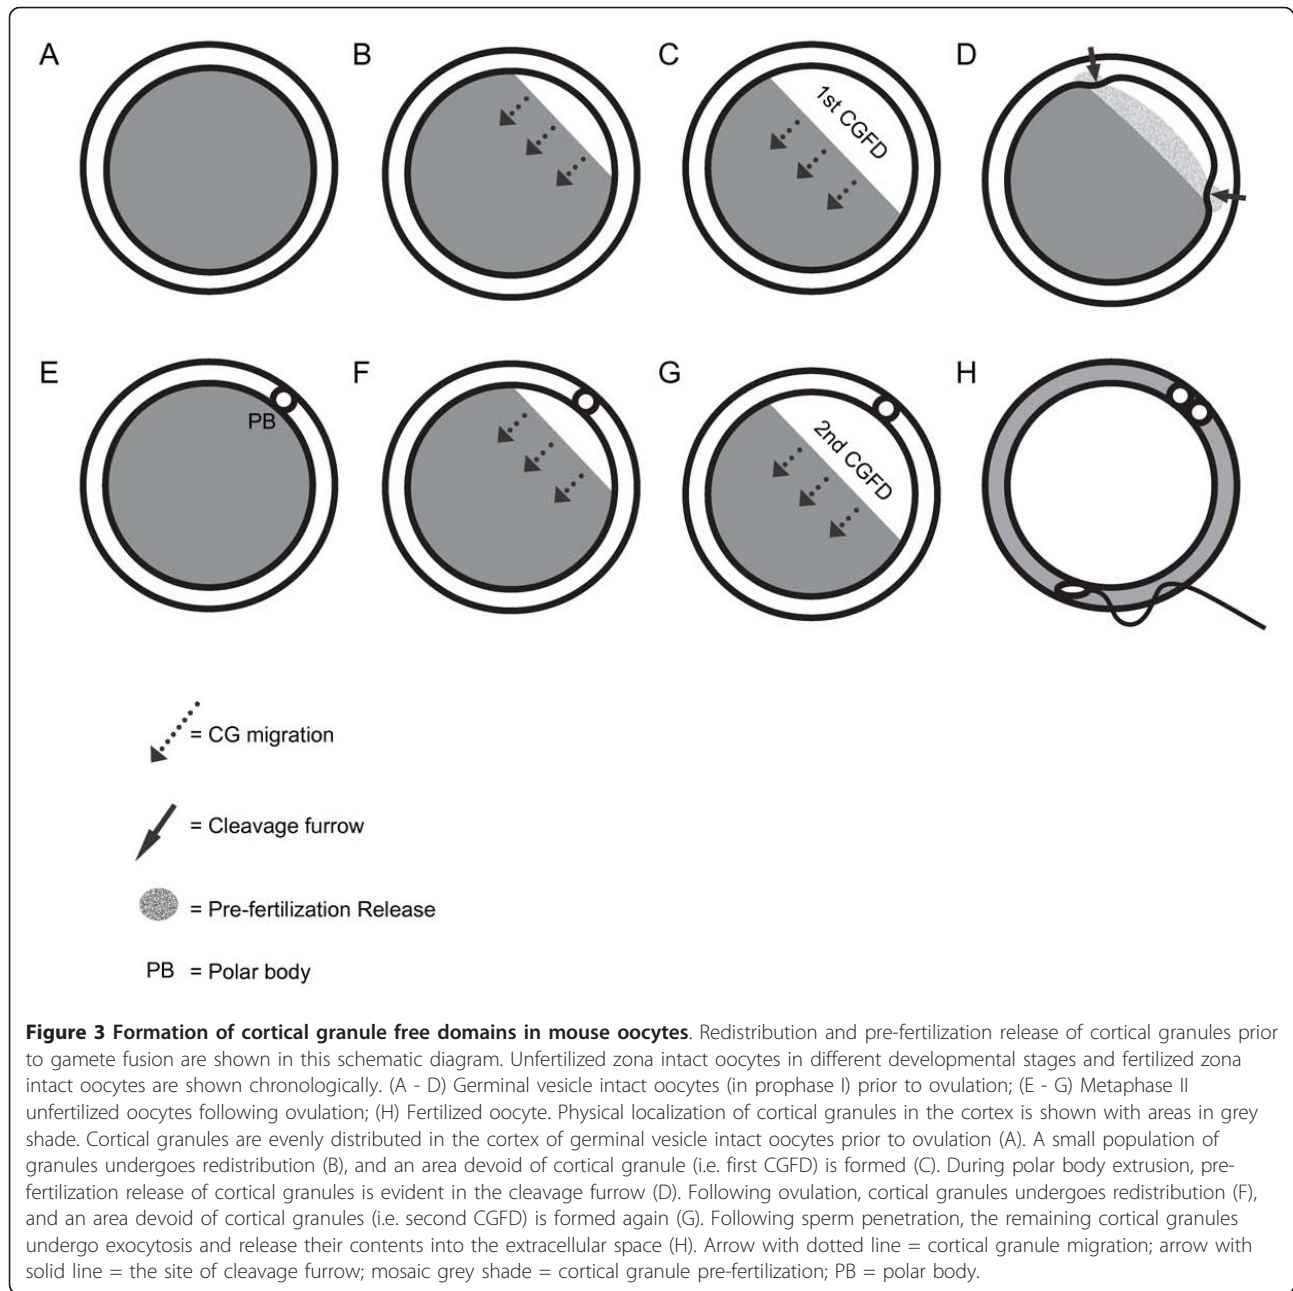 A B C D
1st CGFD
E F G H
PB
2nd CGFD
= CG migration
= Cleavage furrow
= Pre-fertilization Release
PB = Polar body
Figure 3 Formation of cortical granule free domains in mouse oocytes. Redistribution and pre-fertilization release of cortical granules prior
to gamete fusion are shown in this schematic diagram. Unfertilized zona intact oocytes in different developmental stages and fertilized zona
intact oocytes are shown chronologically. (A - D) Germinal vesicle intact oocytes (in prophase I) prior to ovulation; (E - G) Metaphase II
unfertilized oocytes following ovulation; (H) Fertilized oocyte. Physical localization of cortical granules in the cortex is shown with areas in grey
shade. Cortical granules are evenly distributed in the cortex of germinal vesicle intact oocytes prior to ovulation (A). A small population of
granules undergoes redistribution (B), and an area devoid of cortical granule (i.e. first CGFD) is formed (C). During polar body extrusion, pre-
fertilization release of cortical granules is evident in the cleavage furrow (D). Following ovulation, cortical granules undergoes redistribution (F),
and an area devoid of cortical granules (i.e. second CGFD) is formed again (G). Following sperm penetration, the remaining cortical granules
undergo exocytosis and release their contents into the extracellular space (H). Arrow with dotted line = cortical granule migration; arrow with
solid line = the site of cleavage furrow; mosaic grey shade = cortical granule pre-fertilization; PB = polar body.